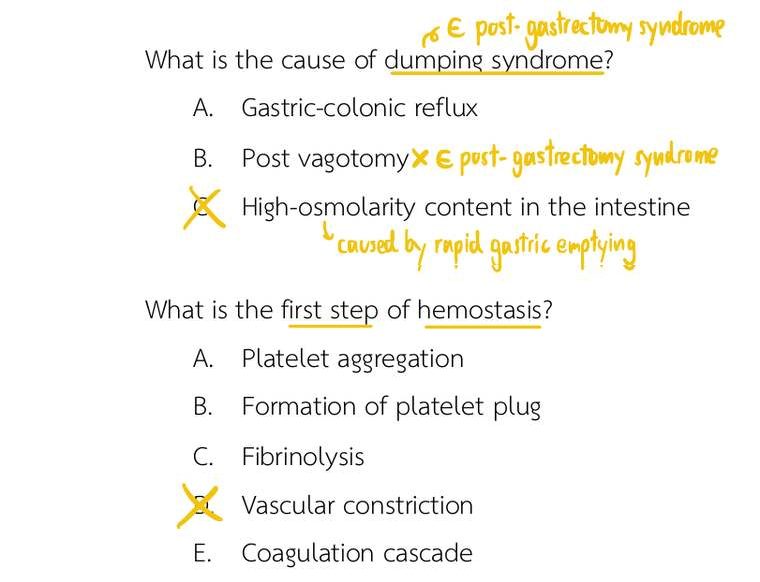 ∈ post-gastrectomy syndrome
What is the cause of dumping syndrome?
A. Gastric-colonic reflux
B. Post vagotomy x ∈ post-gastrectomy syndrome
C. High-osmolarity content in the intestine
caused by rapid gastric emptying
What is the first step of hemostasis?
A. Platelet aggregation
B. Formation of platelet plug
C. Fibrinolysis
D. Vascular constriction
E. Coagulation cascade